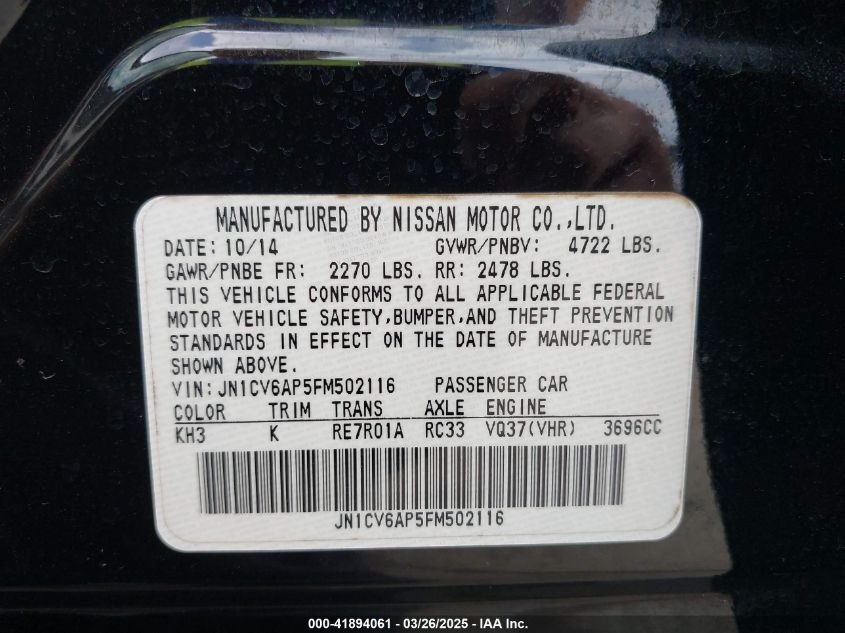 MANUFACTURED BY NISSAN MOTOR CO.,LTD.
DATE: 10/14 GVWR/PNBV: 4722 LBS.
GAWR/PNBE FR: 2270 LBS. RR: 2478 LBS.
THIS VEHICLE CONFORMS TO ALL APPLICABLE FEDERAL
MOTOR VEHICLE SAFETY,BUMPER,AND THEFT PREVENTION
STANDARDS IN EFFECT ON THE DATE OF MANUFACTURE
SHOWN ABOVE.
VIN:JN1CV6AP5FM502116 PASSENGER CAR
COLOR TRIM TRANS AXLE ENGINE
KH3 K RE7R01A RC33 VQ37(VHR) 3696CC
JN1CV6AP5FM502116
000-41894061 - 03/26/2025 - IAA Inc.